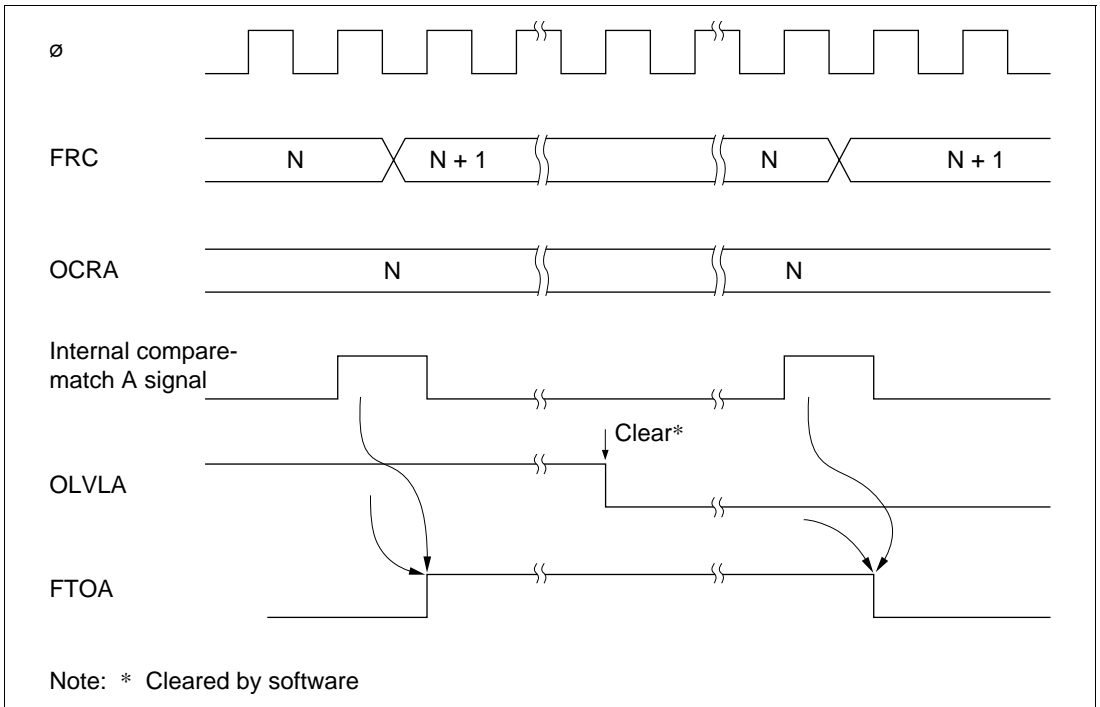 ø
FRC N N + 1 N N + 1
OCRA N N
Internal compare-
match A signal
Clear*
OLVLA
FTOA
Note: * Cleared by software